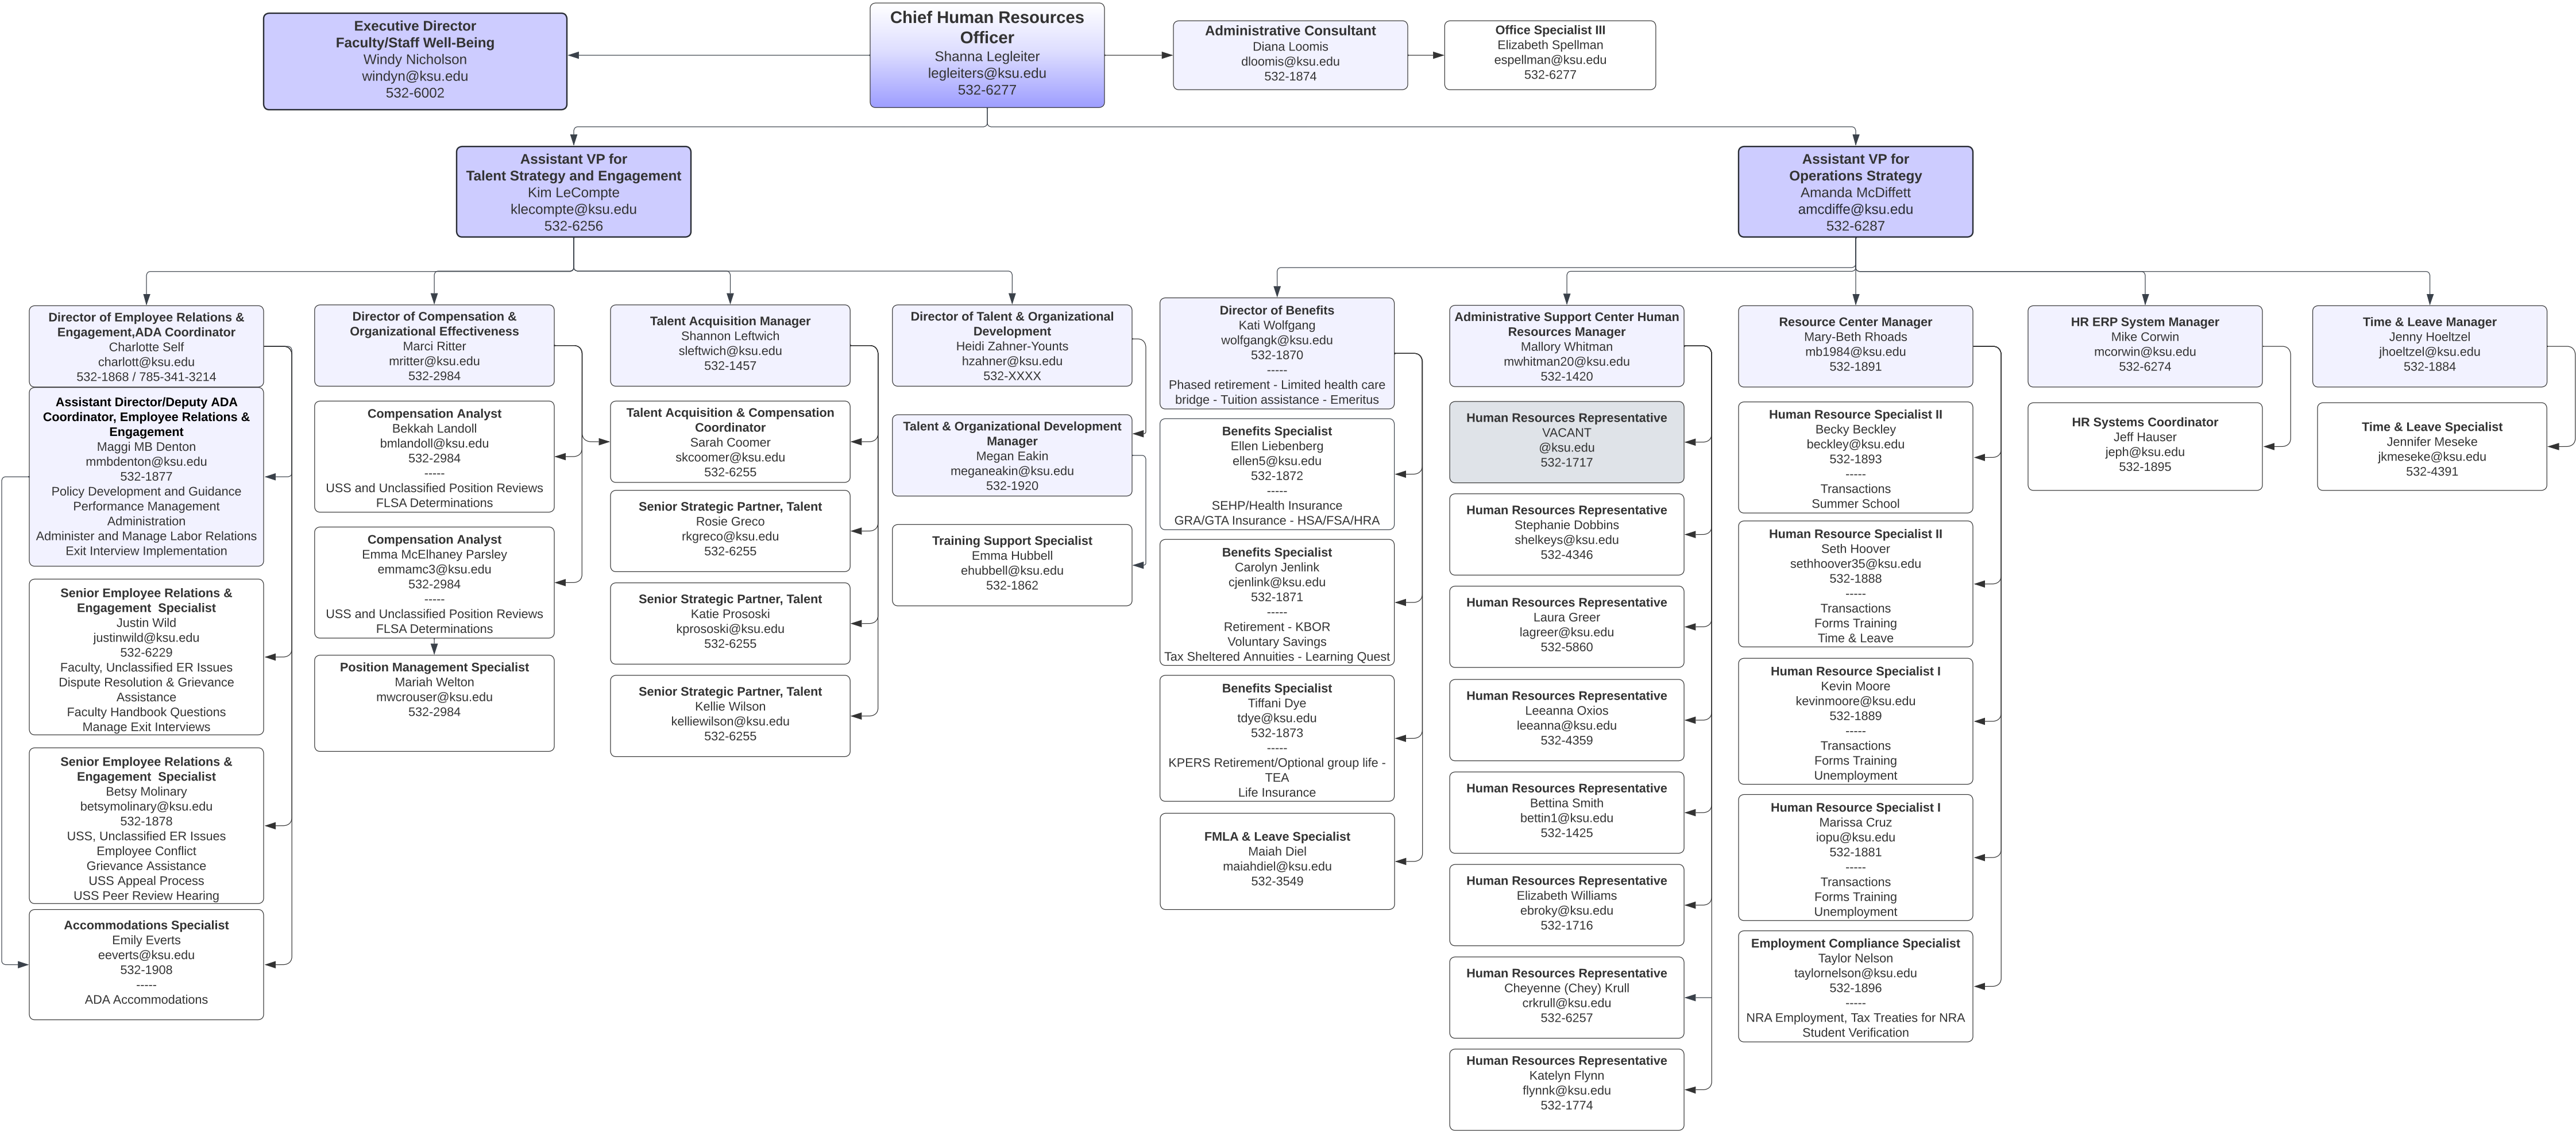 Executive Director
Faculty/Staff Well-Being
Windy Nicholson
windyn@ksu.edu
532-6002
Chief Human Resources
Officer
Shanna Legleiter
legleiters@ksu.edu
532-6277
Administrative Consultant
Diana Loomis
dloomis@ksu.edu
532-1874
Office Specialist III
Elizabeth Spellman
espellman@ksu.edu
532-6277
Assistant VP for
Talent Strategy and Engagement
Kim LeCompte
klecompte@ksu.edu
532-6256
Assistant VP for
Operations Strategy
Amanda McDiffett
amcdiffe@ksu.edu
532-6287
Director of Employee Relations &
Engagement,ADA Coordinator
Charlotte Self
charlott@ksu.edu
532-1868 / 785-341-3214
Assistant Director/Deputy ADA
Coordinator, Employee Relations &
Engagement
Maggi MB Denton
mmbdenton@ksu.edu
532-1877
Policy Development and Guidance
Performance Management
Administration
Administer and Manage Labor Relations
Exit Interview Implementation
Senior Employee Relations &
Engagement  Specialist
Justin Wild
justinwild@ksu.edu
532-6229
Faculty, Unclassified ER Issues
Dispute Resolution & Grievance
Assistance
Faculty Handbook Questions
Manage Exit Interviews
Senior Employee Relations &
Engagement  Specialist
Betsy Molinary
betsymolinary@ksu.edu
532-1878
USS, Unclassified ER Issues
Employee Conflict
Grievance Assistance
USS Appeal Process
USS Peer Review Hearing
Accommodations Specialist
Emily Everts
eeverts@ksu.edu
532-1908
-----
ADA Accommodations
Director of Compensation &
Organizational Effectiveness
Marci Ritter
mritter@ksu.edu
532-2984
Compensation Analyst
Bekkah Landoll
bmlandoll@ksu.edu
532-2984
-----
USS and Unclassified Position Reviews
FLSA Determinations
Compensation Analyst
Emma McElhaney Parsley
emmamc3@ksu.edu
532-2984
-----
USS and Unclassified Position Reviews
FLSA Determinations
Position Management Specialist
Mariah Welton
mwcrouser@ksu.edu
532-2984
Talent Acquisition Manager
Shannon Leftwich
sleftwich@ksu.edu
532-1457
Talent Acquisition & Compensation
Coordinator
Sarah Coomer
skcoomer@ksu.edu
532-6255
Senior Strategic Partner, Talent
Rosie Greco
rkgreco@ksu.edu
532-6255
Senior Strategic Partner, Talent
Katie Prososki
kprososki@ksu.edu
532-6255
Senior Strategic Partner, Talent
Kellie Wilson
kelliewilson@ksu.edu
532-6255
Director of Talent & Organizational
Development
Heidi Zahner-Younts
hzahner@ksu.edu
532-XXXX
Talent & Organizational Development
Manager
Megan Eakin
meganeakin@ksu.edu
532-1920
Training Support Specialist
Emma Hubbell
ehubbell@ksu.edu
532-1862
Director of Benefits
Kati Wolfgang
wolfgangk@ksu.edu
532-1870
-----
Phased retirement - Limited health care
bridge - Tuition assistance - Emeritus
Benefits Specialist
Ellen Liebenberg
ellen5@ksu.edu
532-1872
-----
SEHP/Health Insurance
GRA/GTA Insurance - HSA/FSA/HRA
Benefits Specialist
Carolyn Jenlink
cjenlink@ksu.edu
532-1871
-----
Retirement - KBOR
Voluntary Savings
Tax Sheltered Annuities - Learning Quest
Benefits Specialist
Tiffani Dye
tdye@ksu.edu
532-1873
-----
KPERS Retirement/Optional group life -
TEA
Life Insurance
FMLA & Leave Specialist
Maiah Diel
maiahdiel@ksu.edu
532-3549
Administrative Support Center Human
Resources Manager
Mallory Whitman
mwhitman20@ksu.edu
532-1420
Human Resources Representative
VACANT
@ksu.edu
532-1717
Human Resources Representative
Stephanie Dobbins
shelkeys@ksu.edu
532-4346
Human Resources Representative
Laura Greer
lagreer@ksu.edu
532-5860
Human Resources Representative
Leeanna Oxios
leeanna@ksu.edu
532-4359
Human Resources Representative
Bettina Smith
bettin1@ksu.edu
532-1425
Human Resources Representative
Elizabeth Williams
ebroky@ksu.edu
532-1716
Human Resources Representative
Cheyenne (Chey) Krull
crkrull@ksu.edu
532-6257
Human Resources Representative
Katelyn Flynn
flynnk@ksu.edu
532-1774
Resource Center Manager
Mary-Beth Rhoads
mb1984@ksu.edu
532-1891
Human Resource Specialist II
Becky Beckley
beckley@ksu.edu
532-1893
-----
Transactions
Summer School
Human Resource Specialist II
Seth Hoover
sethhoover35@ksu.edu
532-1888
-----
Transactions
Forms Training
Time & Leave
Human Resource Specialist I
Kevin Moore
kevinmoore@ksu.edu
532-1889
-----
Transactions
Forms Training
Unemployment
Human Resource Specialist I
Marissa Cruz
iopu@ksu.edu
532-1881
-----
Transactions
Forms Training
Unemployment
Employment Compliance Specialist
Taylor Nelson
taylornelson@ksu.edu
532-1896
-----
NRA Employment, Tax Treaties for NRA
Student Verification
HR ERP System Manager
Mike Corwin
mcorwin@ksu.edu
532-6274
HR Systems Coordinator
Jeff Hauser
jeph@ksu.edu
532-1895
Time & Leave Manager
Jenny Hoeltzel
jhoeltzel@ksu.edu
532-1884
Time & Leave Specialist
Jennifer Meseke
jkmeseke@ksu.edu
532-4391